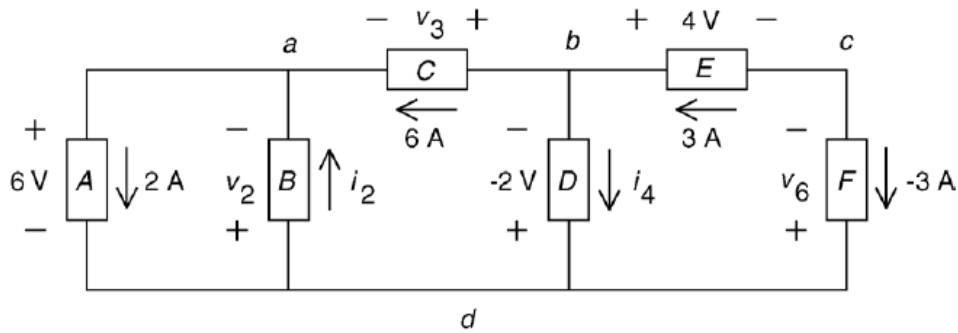 − v3 + + 4 V −
a b c
C E
6 A 3 A
+ − − −
6 V A 2 A v2 B i2 -2 V D i4 v6 F -3 A
− + + +
d